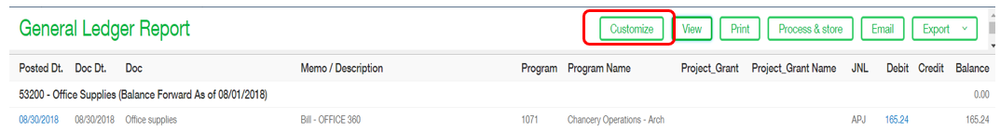 General Ledger Report Customize View Print Process & store Email Export
Posted Dt. Doc Dt. Doc Memo / Description Program Program Name Project_Grant Project_Grant Name JNL Debit Credit Balance
53200 - Office Supplies (Balance Forward As of 08/01/2018) 0.00
08/30/2018 08/30/2018 Office supplies Bill - OFFICE 360 1071 Chancery Operations - Arch APJ 165.24 165.24